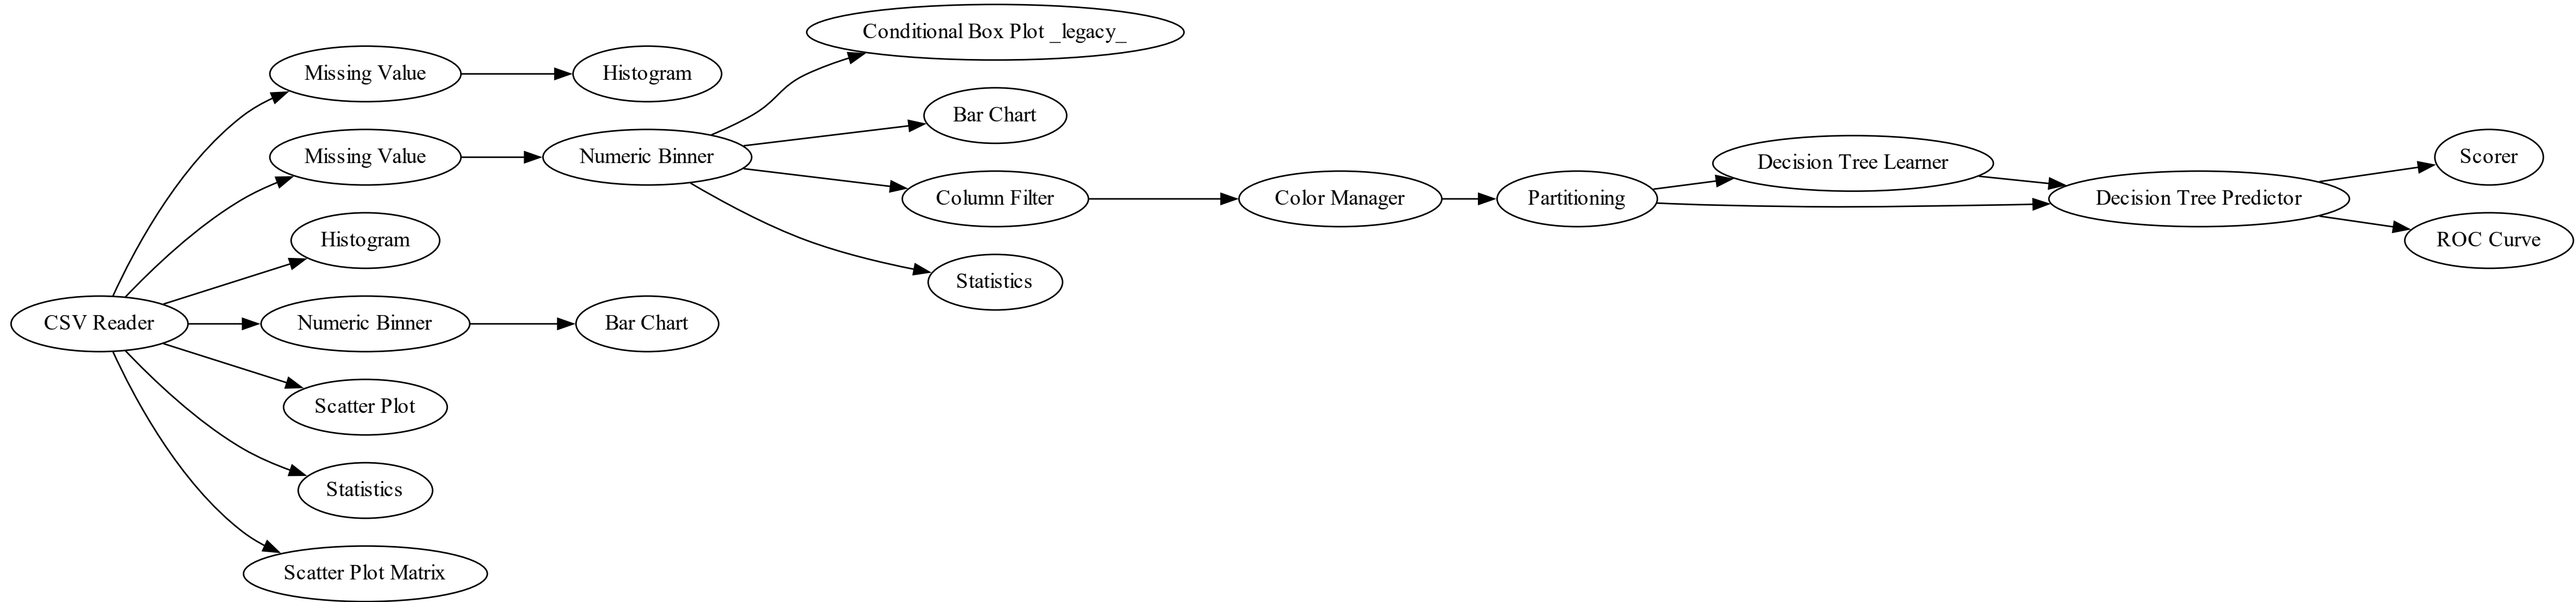 Conditional Box Plot _legacy_
Missing Value
Histogram
Bar Chart
Missing Value
Numeric Binner
Decision Tree Learner
Scorer
Column Filter
Color Manager
Partitioning
Decision Tree Predictor
Histogram
ROC Curve
Statistics
CSV Reader
Numeric Binner
Bar Chart
Scatter Plot
Statistics
Scatter Plot Matrix